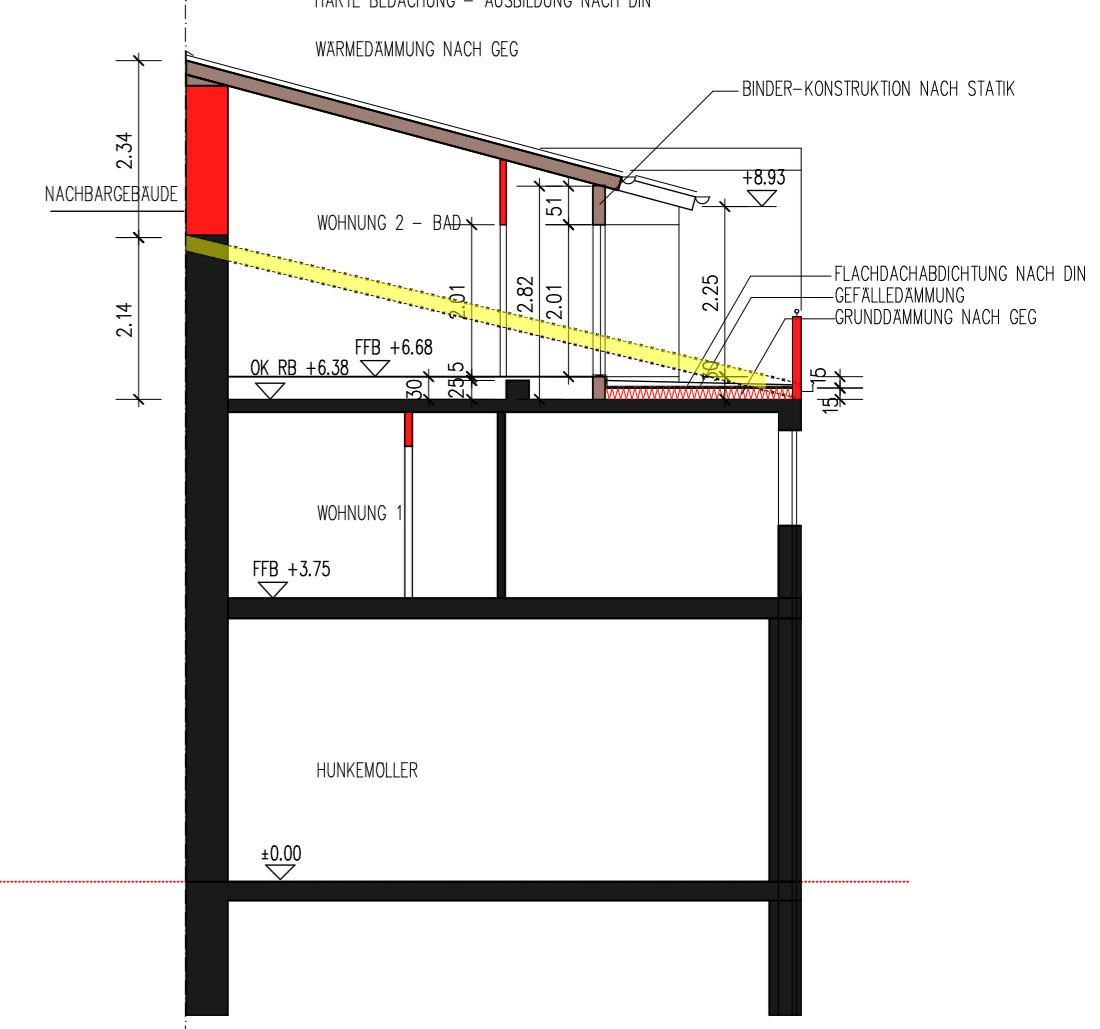 HARTE BEDACHUNG - AUSBILDUNG NACH DIN
WÄRMEDÄMMUNG NACH GEG
BINDER-KONSTRUKTION NACH STATIK
2.34
+8.93
NACHBARGEBÄUDE
51
WOHNUNG 2 - BAD
FLACHDACHABDICHTUNG NACH DIN
2.01
2.82
2.01
2.25
GEFÄLLEDÄMMUNG
2.14
GRUNDDÄMMUNG NACH GEG
FFB +6.68
OK RB +6.38
30
25.5
15
15
WOHNUNG 1
FFB +3.75
HUNKEMÖLLER
±0.00